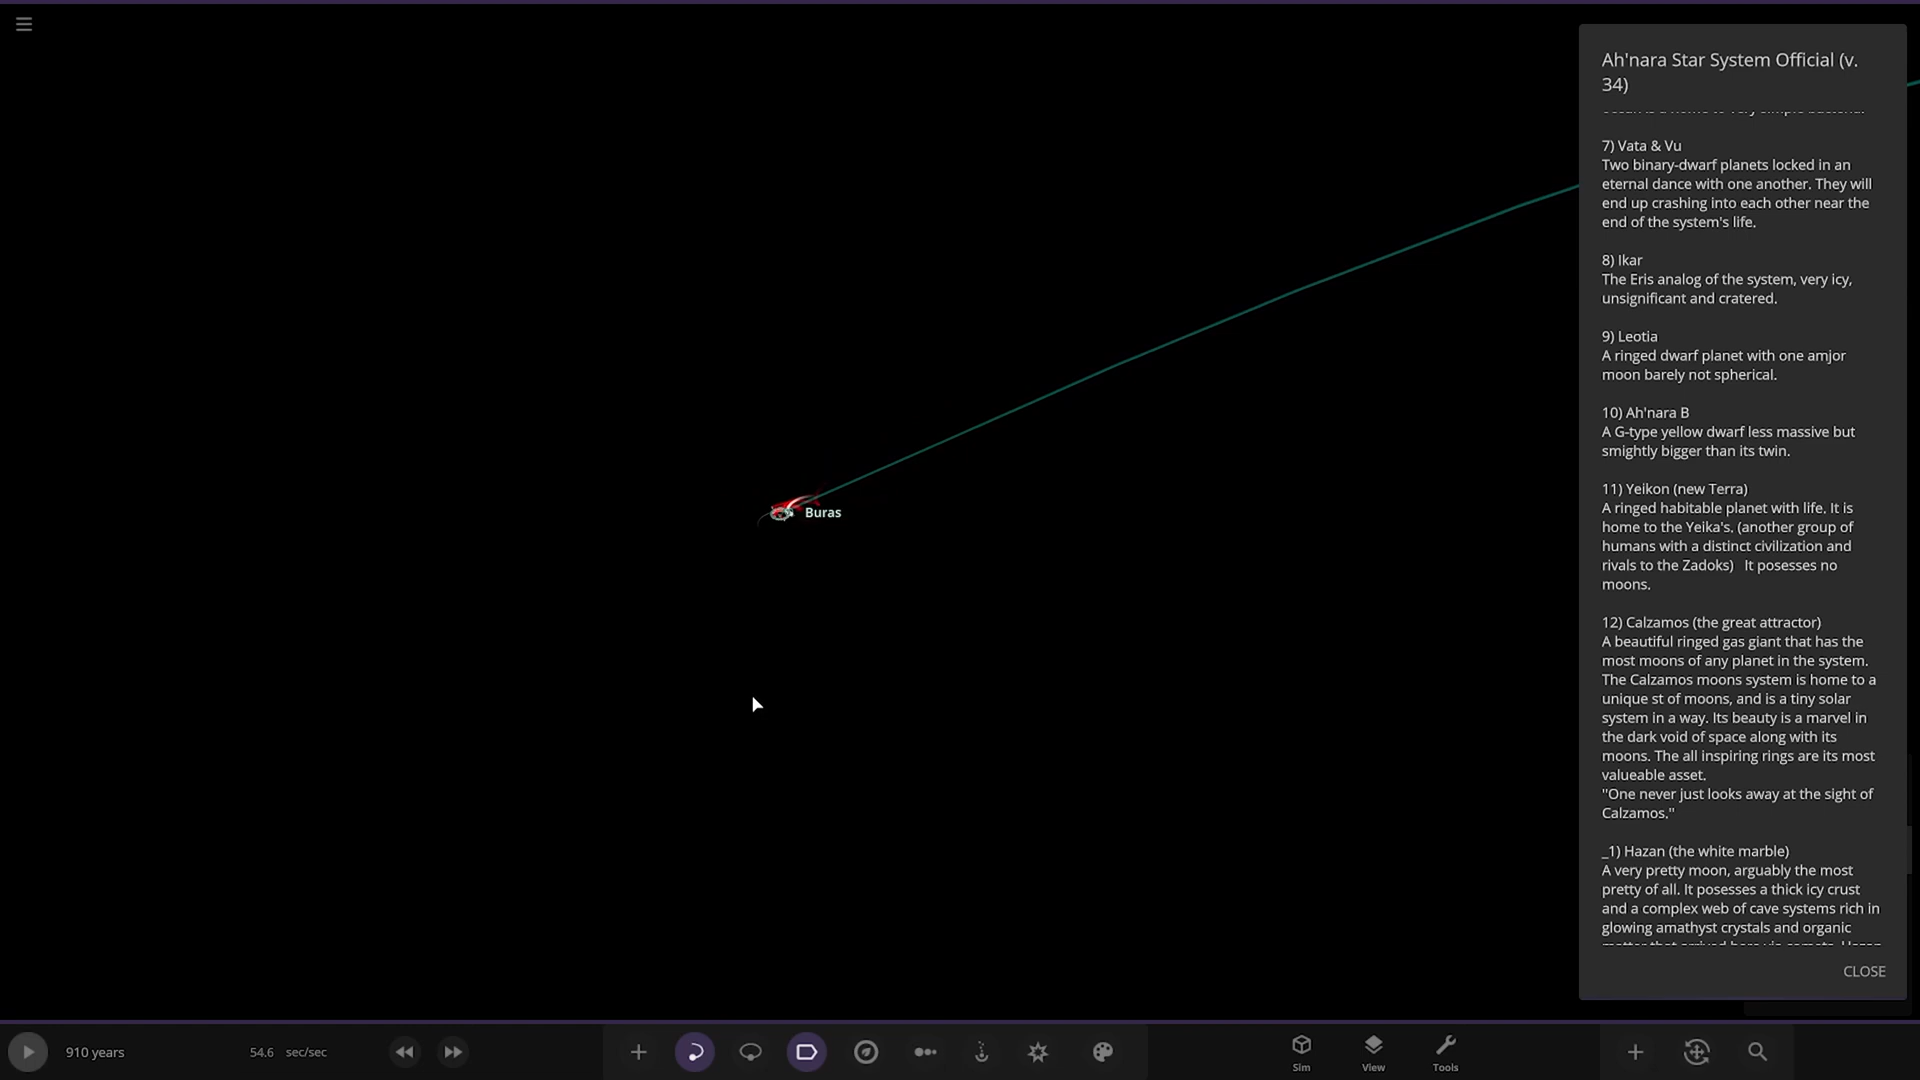 Ah'nara Star System Official (v.
34)
7) Vata & Vu
Two binary-dwarf planets locked in an
eternal dance with one another. They will
end up crashing into each other near the
end of the system's life.
8) Ikar
The Eris analog of the system, very icy,
unsignificant and cratered.
9) Leotia
A ringed dwarf planet with one amjor
moon barely not spherical.
10) Ah'nara B
A G-type yellow dwarf less massive but
smightly bigger than its twin.
11) Yeikon (new Terra)
A ringed habitable planet with life. It is
home to the Yeika's. (another group of
humans with a distinct civilization and
rivals to the Zadoks)   It posesses no
moons.
12) Calzamos (the great attractor)
A beautiful ringed gas giant that has the
most moons of any planet in the system.
The Calzamos moons system is home to a
unique st of moons, and is a tiny solar
system in a way. Its beauty is a marvel in
the dark void of space along with its
moons. The all inspiring rings are its most
valueable asset.
"One never just looks away at the sight of
Calzamos."
_1) Hazan (the white marble)
A very pretty moon, arguably the most
pretty of all. It posesses a thick icy crust
and a complex web of cave systems rich in
glowing amathyst crystals and organic
CLOSE
Buras
910 years
54.6 sec/sec
Sim
View
Tools